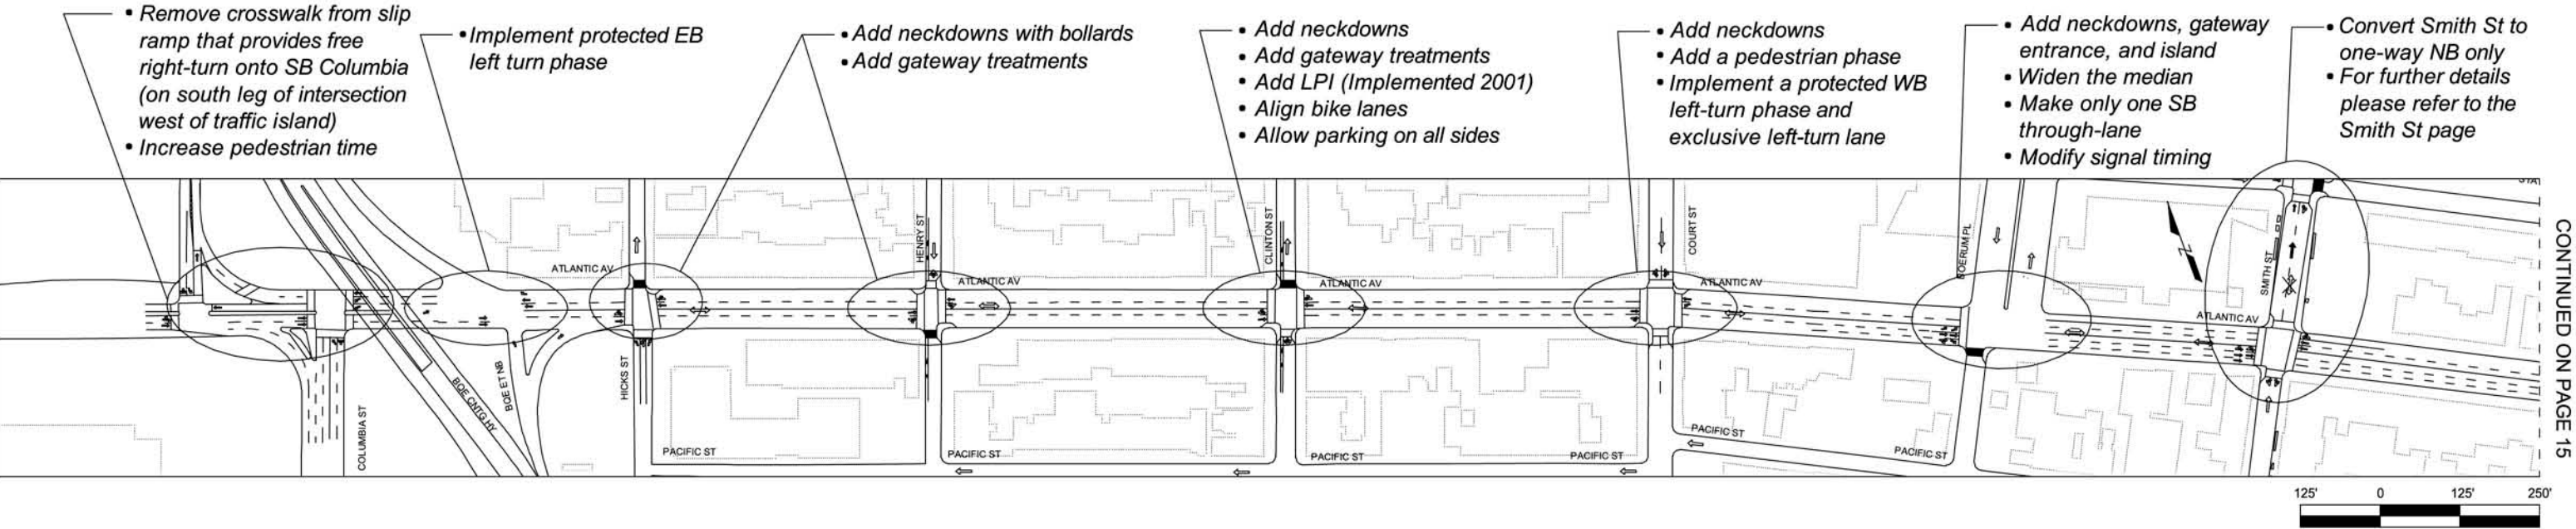 • Remove crosswalk from slip
ramp that provides free
right-turn onto SB Columbia
(on south leg of intersection
west of traffic island)
• Increase pedestrian time
• Implement protected EB
left turn phase
• Add neckdowns with bollards
• Add gateway treatments
• Add neckdowns
• Add gateway treatments
• Add LPI (Implemented 2001)
• Align bike lanes
• Allow parking on all sides
• Add neckdowns
• Add a pedestrian phase
• Implement a protected WB
left-turn phase and
exclusive left-turn lane
• Add neckdowns, gateway
entrance, and island
• Widen the median
• Make only one SB
through-lane
• Modify signal timing
• Convert Smith St to
one-way NB only
• For further details
please refer to the
Smith St page
HENRY ST
CLINTON ST
COURT ST
BOERUM PL
SMITH ST
ATLANTIC AV
ATLANTIC AV
ATLANTIC AV
ATLANTIC AV
ATLANTIC AV
COLUMBIA ST
BQE CNTG HY
BQE ET NB
HICKS ST
PACIFIC ST
PACIFIC ST
PACIFIC ST
PACIFIC ST
PACIFIC ST
PACIFIC ST
N
CONTINUED ON PAGE 15
125' 0 125' 250'